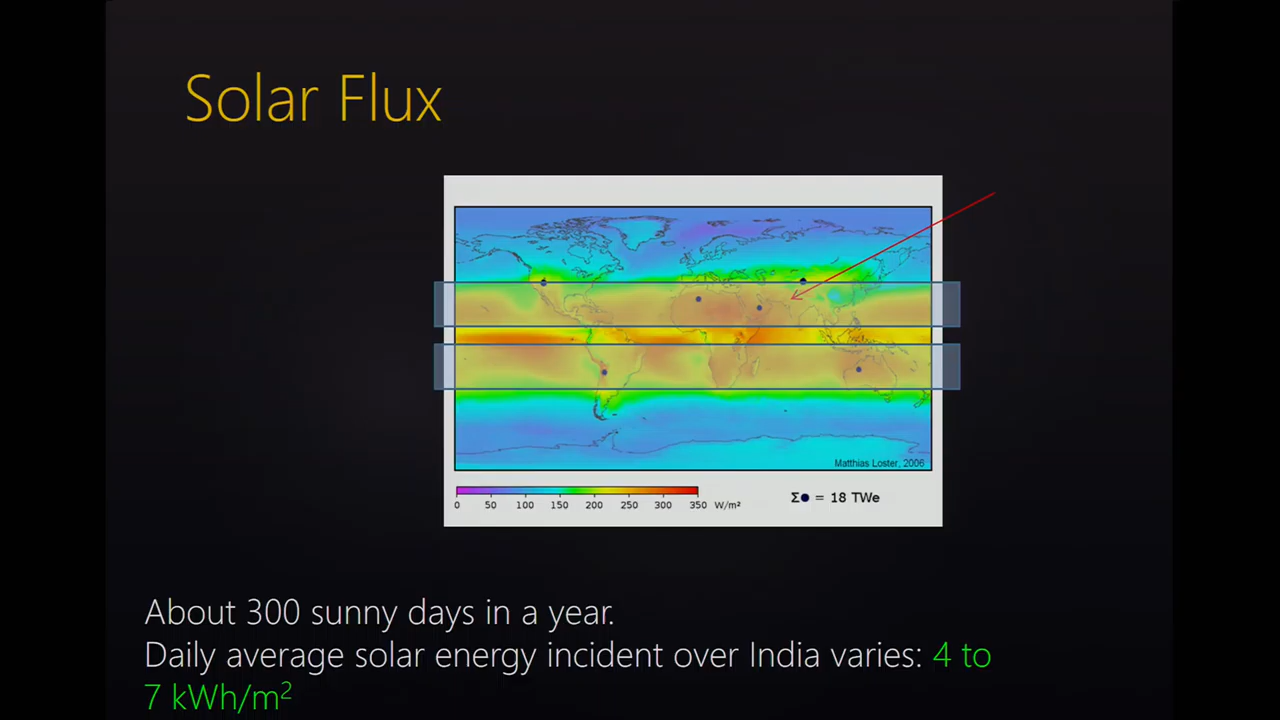 Solar Flux
Matthias Loster, 2006
0 50 100 150 200 250 300 350 W/m²
Σ● = 18 TWe
About 300 sunny days in a year.
Daily average solar energy incident over India varies: 4 to
7 kWh/m²